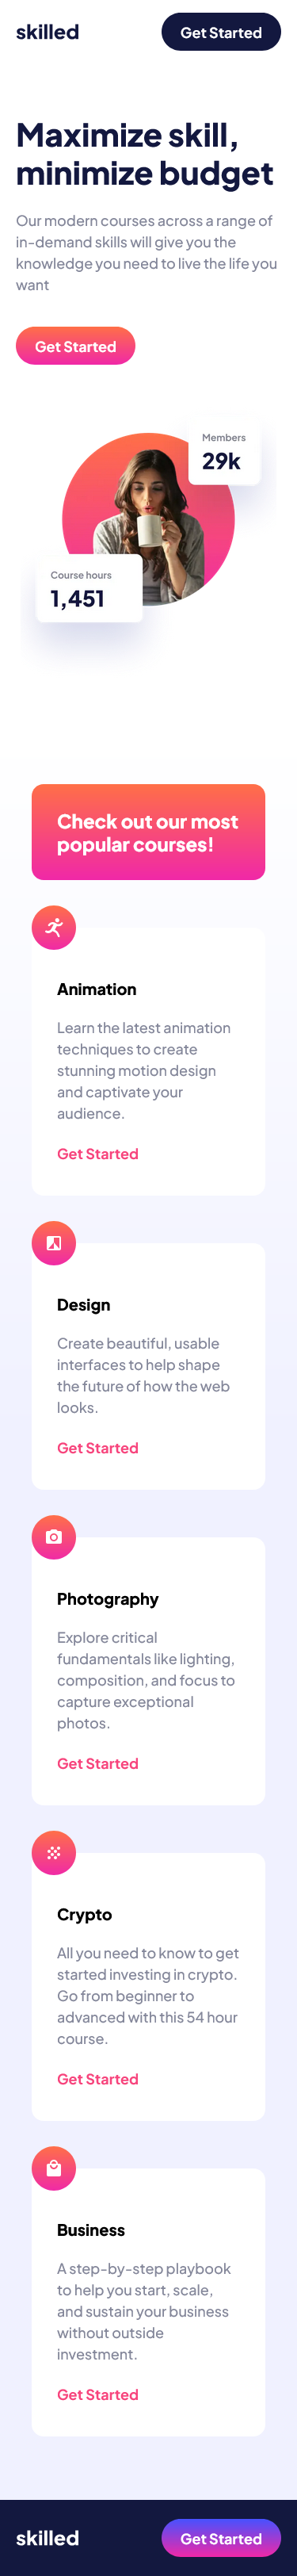 skilled
Get Started
Maximize skill,
minimize budget
Our modern courses across a range of
in-demand skills will give you the
knowledge you need to live the life you
want
Get Started
Members
29k
Course hours
1,451
Check out our most
popular courses!
Animation
Learn the latest animation
techniques to create
stunning motion design
and captivate your
audience.
Get Started
Design
Create beautiful, usable
interfaces to help shape
the future of how the web
looks.
Get Started
Photography
Explore critical
fundamentals like lighting,
composition, and focus to
capture exceptional
photos.
Get Started
Crypto
All you need to know to get
started investing in crypto.
Go from beginner to
advanced with this 54 hour
course.
Get Started
Business
A step-by-step playbook
to help you start, scale,
and sustain your business
without outside
investment.
Get Started
skilled
Get Started